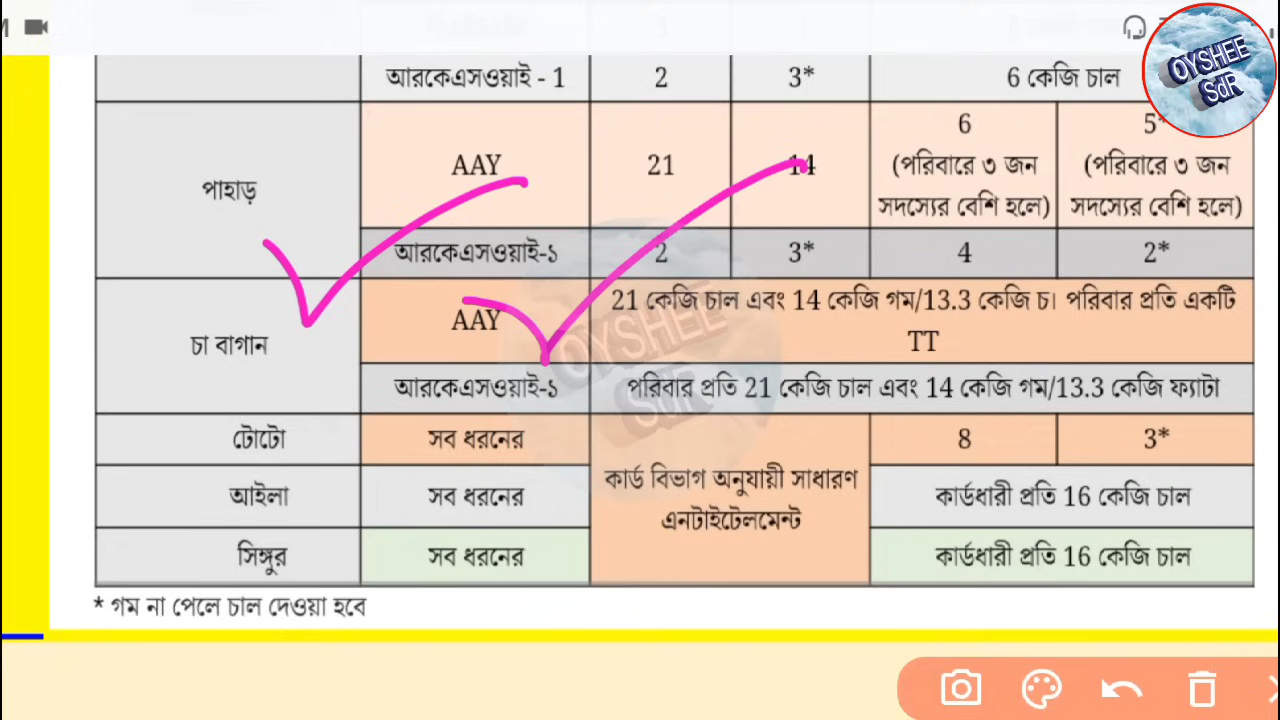 M
OYSHEE
SdR
আরকেএসওয়াই - 1 2 3* 6 কেজি চাল
পাহাড় AAY 21 14 6 (পরিবারে ৩ জন সদস্যের বেশি হলে) 5* (পরিবারে ৩ জন সদস্যের বেশি হলে)
আরকেএসওয়াই-১ 2 3* 4 2*
চা বাগান AAY 21 কেজি চাল এবং 14 কেজি গম/13.3 কেজি চ। পরিবার প্রতি একটি
TT
আরকেএসওয়াই-১ পরিবার প্রতি 21 কেজি চাল এবং 14 কেজি গম/13.3 কেজি ফ্যাটা
OYSHEE
SdR
টোটো সব ধরনের কার্ড বিভাগ অনুযায়ী সাধারণ এনটাইটেলমেন্ট 8 3*
আইলা সব ধরনের কার্ডধারী প্রতি 16 কেজি চাল
সিঙ্গুর সব ধরনের কার্ডধারী প্রতি 16 কেজি চাল
* গম না পেলে চাল দেওয়া হবে